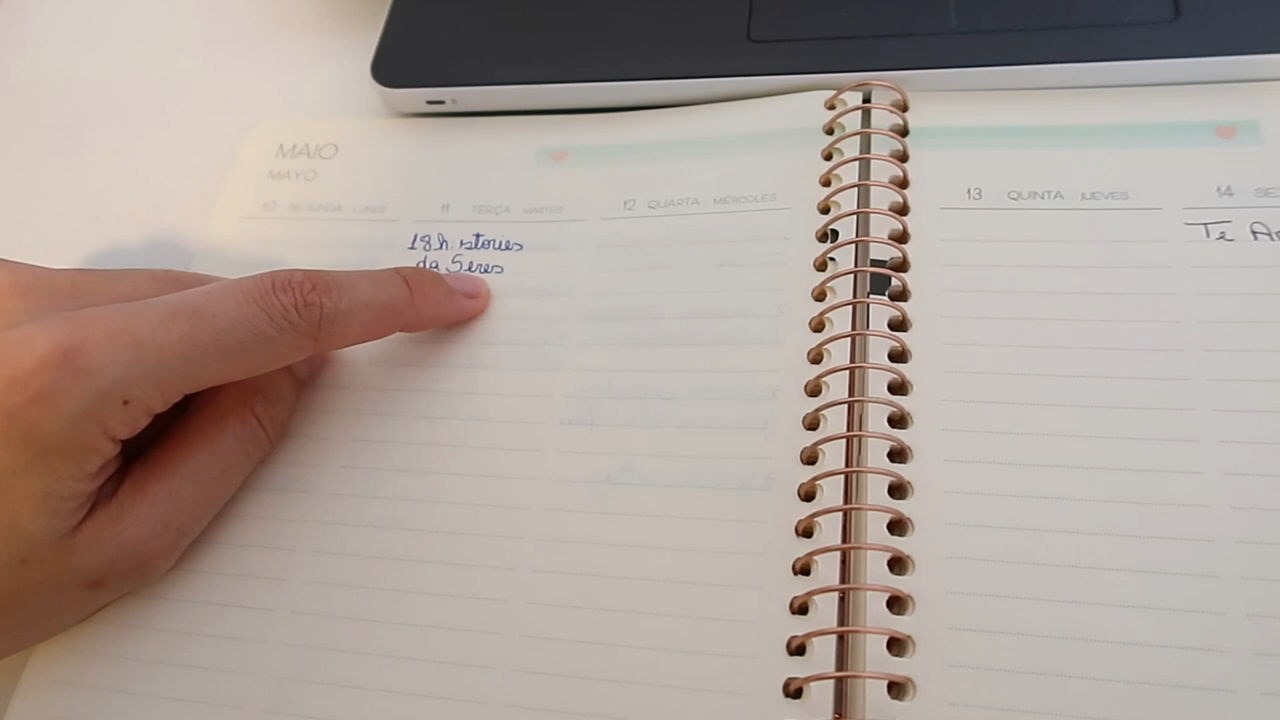 MAIO
MAYO
10 SEGUNDA LUNES
11 TERÇA MARTES
12 QUARTA MIÉRCOLES
13 QUINTA JUEVES
14 SE
18h stories
da Seres
Te A